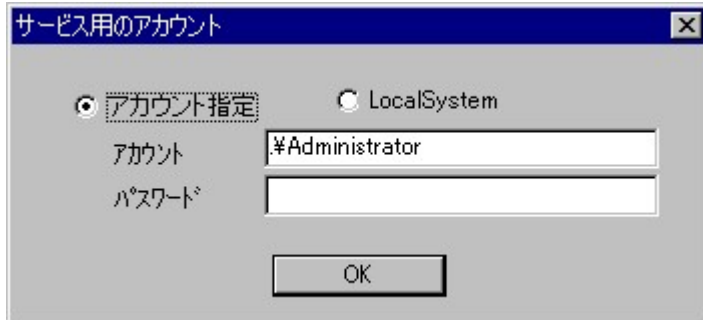 サービス用のアカウント
アカウント指定 LocalSystem
アカウント .¥Administrator
ﾊﾟｽﾜｰﾄﾞ
OK